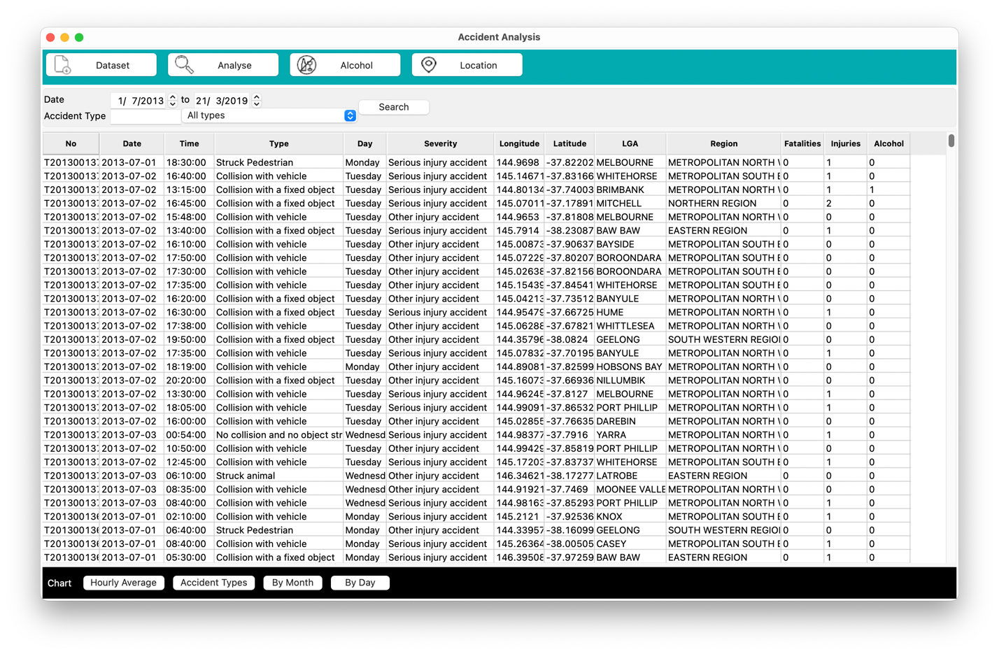 Accident Analysis
Dataset Analyse Alcohol Location
Date 1/ 7/2013 to 21/ 3/2019
Accident Type All types Search
No Date Time Type Day Severity Longitude Latitude LGA Region Fatalities Injuries Alcohol
T201300137 2013-07-01 18:30:00 Struck Pedestrian Monday Serious injury accident 144.9698 -37.82202 MELBOURNE METROPOLITAN NORTH W 0 1 0
T201300137 2013-07-02 16:40:00 Collision with vehicle Tuesday Serious injury accident 145.14671 -37.83166 WHITEHORSE METROPOLITAN SOUTH E 0 1 0
T201300137 2013-07-02 13:15:00 Collision with a fixed object Tuesday Serious injury accident 144.80134 -37.74003 BRIMBANK METROPOLITAN NORTH W 0 1 1
T201300137 2013-07-02 16:45:00 Collision with a fixed object Tuesday Serious injury accident 145.07011 -37.17891 MITCHELL NORTHERN REGION 0 2 0
T201300137 2013-07-02 15:48:00 Collision with a fixed object Tuesday Other injury accident 144.9653 -37.81808 MELBOURNE METROPOLITAN NORTH W 0 0 0
T201300137 2013-07-02 13:40:00 Collision with a fixed object Tuesday Serious injury accident 145.7914 -38.23087 BAW BAW EASTERN REGION 0 1 0
T201300137 2013-07-02 16:10:00 Collision with vehicle Tuesday Other injury accident 145.00873 -37.90637 BAYSIDE METROPOLITAN SOUTH E 0 0 0
T201300137 2013-07-02 17:50:00 Collision with vehicle Tuesday Other injury accident 145.07229 -37.80207 BOROONDARA METROPOLITAN SOUTH E 0 0 0
T201300137 2013-07-02 17:30:00 Collision with vehicle Tuesday Other injury accident 145.02638 -37.82156 BOROONDARA METROPOLITAN SOUTH E 0 0 0
T201300137 2013-07-02 17:35:00 Collision with vehicle Tuesday Other injury accident 145.15439 -37.84541 WHITEHORSE METROPOLITAN SOUTH E 0 0 0
T201300137 2013-07-02 16:20:00 Collision with a fixed object Tuesday Other injury accident 145.04213 -37.73512 BANYULE METROPOLITAN NORTH W 0 0 0
T201300137 2013-07-02 16:30:00 Collision with a fixed object Tuesday Serious injury accident 144.95479 -37.66725 HUME METROPOLITAN NORTH W 0 1 0
T201300137 2013-07-02 17:38:00 Collision with vehicle Tuesday Other injury accident 145.06288 -37.67821 WHITTLESEA METROPOLITAN NORTH W 0 0 0
T201300137 2013-07-02 19:50:00 Collision with a fixed object Tuesday Other injury accident 144.35796 -38.0824 GEELONG SOUTH WESTERN REGIO 0 0 0
T201300137 2013-07-02 17:35:00 Collision with vehicle Tuesday Serious injury accident 145.07832 -37.70195 BANYULE METROPOLITAN NORTH W 0 1 0
T201300137 2013-07-02 18:19:00 Collision with vehicle Monday Other injury accident 144.89081 -37.82599 HOBSONS BAY METROPOLITAN NORTH W 0 0 0
T201300137 2013-07-02 20:20:00 Collision with a fixed object Tuesday Other injury accident 145.16073 -37.66936 NILLUMBIK METROPOLITAN NORTH W 0 0 0
T201300137 2013-07-02 13:30:00 Collision with vehicle Tuesday Serious injury accident 144.96245 -37.8127 MELBOURNE METROPOLITAN NORTH W 0 1 0
T201300137 2013-07-02 18:05:00 Collision with vehicle Tuesday Serious injury accident 144.99091 -37.86532 PORT PHILLIP METROPOLITAN NORTH W 0 1 0
T201300137 2013-07-02 16:00:00 Collision with vehicle Tuesday Other injury accident 145.02855 -37.76635 DAREBIN METROPOLITAN NORTH W 0 0 0
T201300137 2013-07-03 00:54:00 No collision and no object str Wednesd Serious injury accident 144.98377 -37.7916 YARRA METROPOLITAN NORTH W 0 1 0
T201300137 2013-07-02 10:50:00 Collision with vehicle Tuesday Other injury accident 144.99429 -37.85819 PORT PHILLIP METROPOLITAN NORTH W 0 0 0
T201300137 2013-07-02 12:45:00 Collision with vehicle Tuesday Serious injury accident 145.17203 -37.83737 WHITEHORSE METROPOLITAN SOUTH E 0 1 0
T201300137 2013-07-03 06:10:00 Struck animal Wednesd Other injury accident 146.34621 -38.17277 LATROBE EASTERN REGION 0 0 0
T201300137 2013-07-03 08:35:00 Collision with vehicle Wednesd Other injury accident 144.91921 -37.7469 MOONEE VALLE METROPOLITAN NORTH W 0 0 0
T201300137 2013-07-03 08:40:00 Collision with vehicle Wednesd Serious injury accident 144.98163 -37.85293 PORT PHILLIP METROPOLITAN NORTH W 0 1 0
T201300136 2013-07-01 02:10:00 Collision with vehicle Monday Serious injury accident 145.2121 -37.92536 KNOX METROPOLITAN SOUTH E 0 1 0
T201300136 2013-07-01 06:40:00 Struck Pedestrian Monday Other injury accident 144.33957 -38.16099 GEELONG SOUTH WESTERN REGIO 0 0 0
T201300136 2013-07-01 08:40:00 Collision with vehicle Monday Serious injury accident 145.26364 -38.00505 CASEY METROPOLITAN SOUTH E 0 1 0
T201300136 2013-07-01 05:30:00 Collision with a fixed object Monday Serious injury accident 146.39508 -37.97259 BAW BAW EASTERN REGION 0 1 0
Chart Hourly Average Accident Types By Month By Day